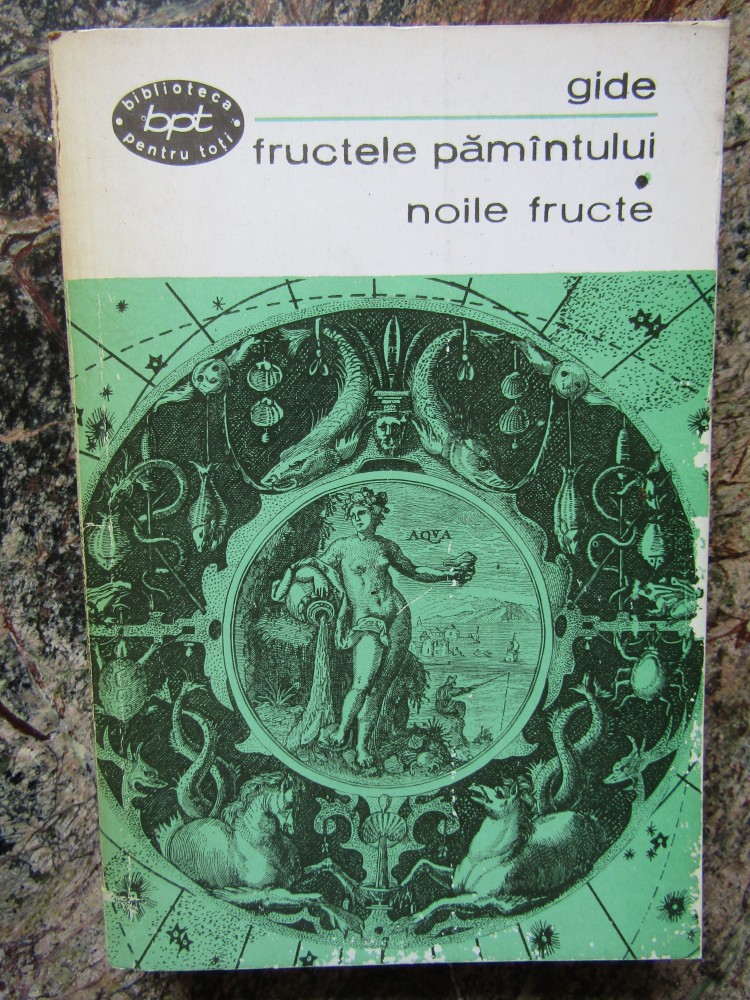 biblioteca
bpt
pentru toți
gide
fructele pămîntului
noile fructe
AQVA